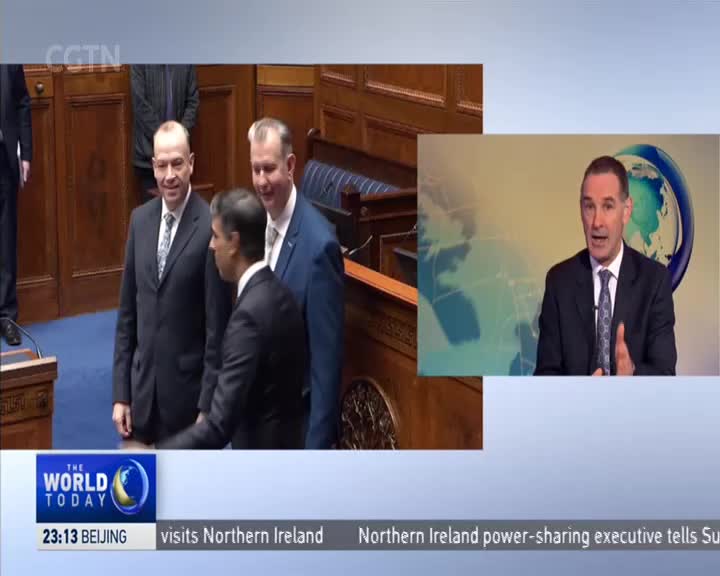 CGTN
THE
WORLD
TODAY
23:13 BEIJING
visits Northern Ireland Northern Ireland power-sharing executive tells Su